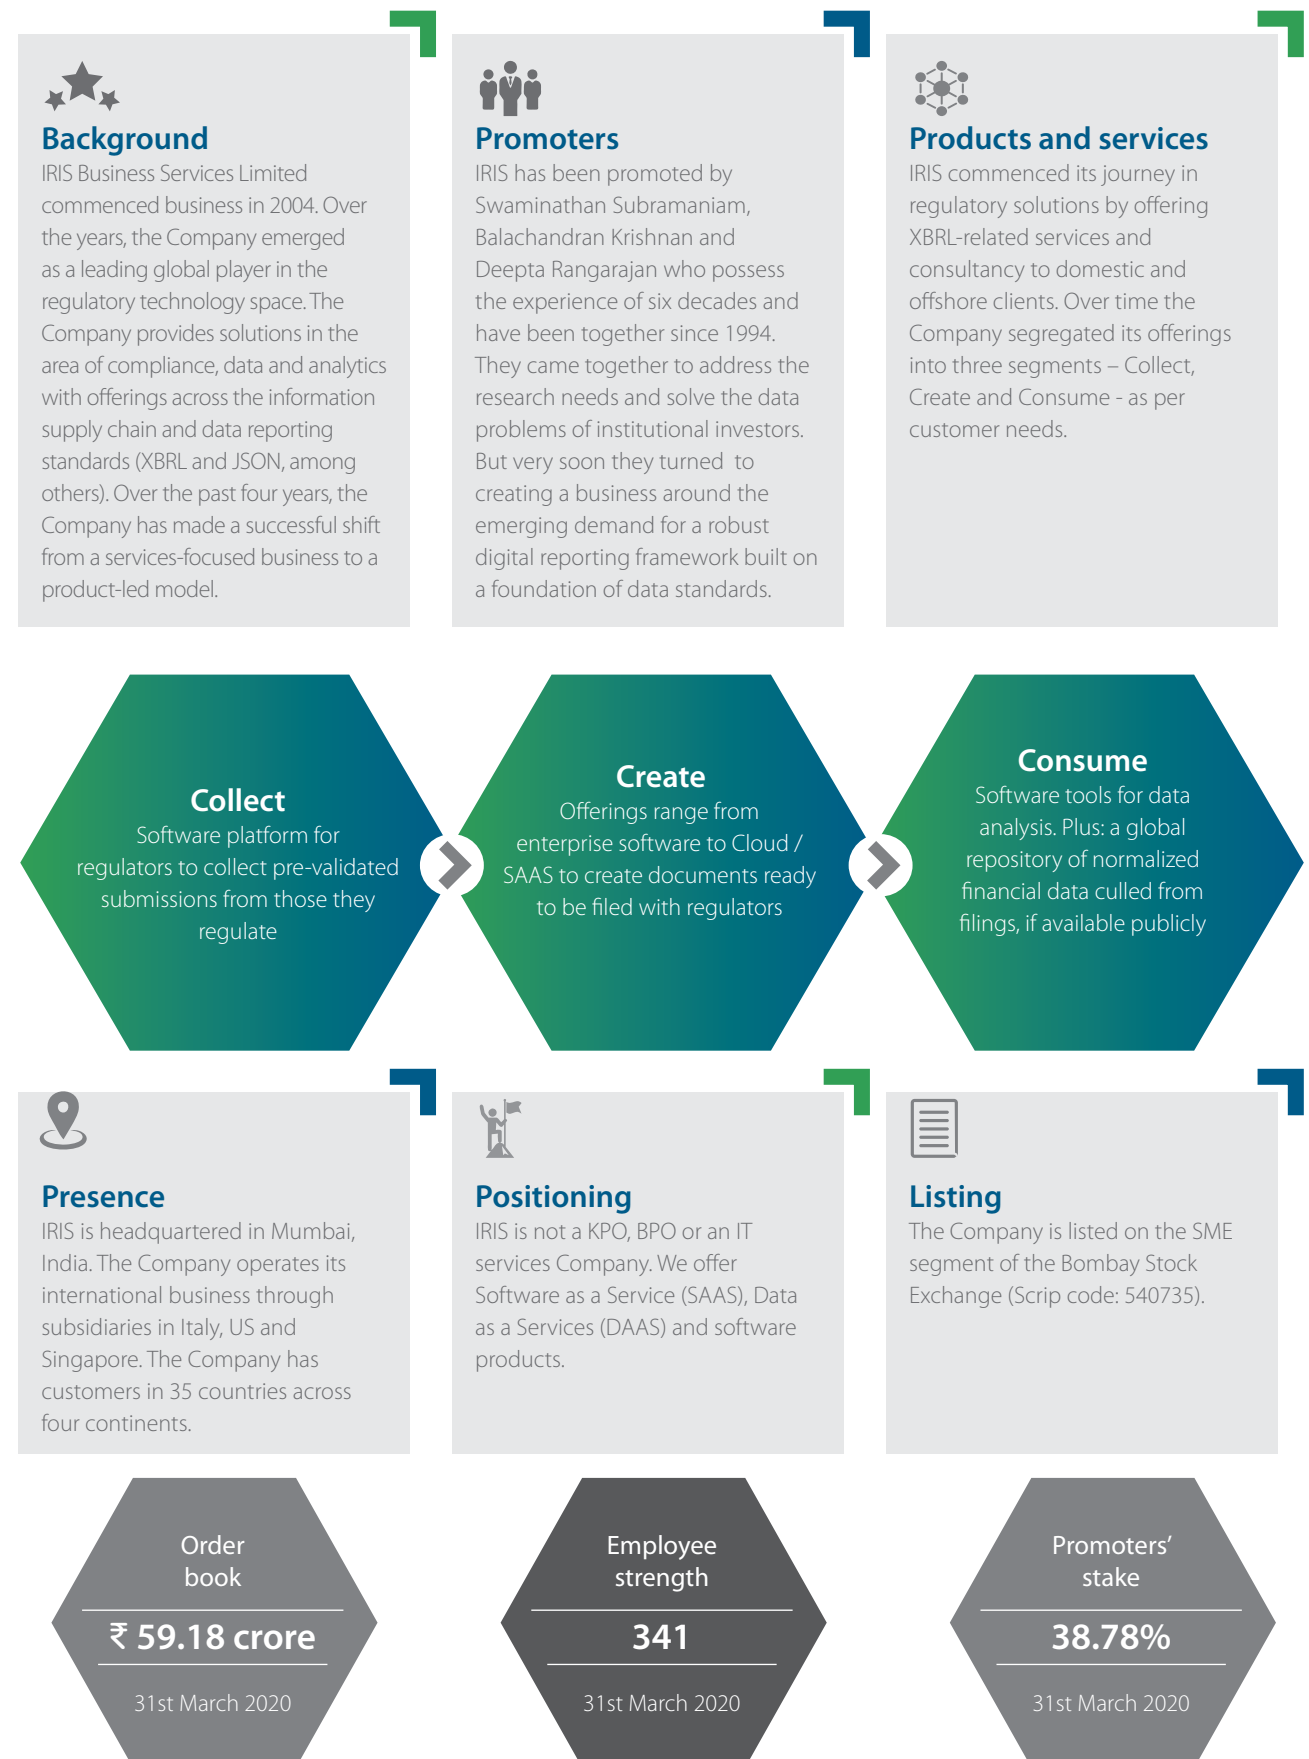 Background
IRIS Business Services Limited
commenced business in 2004. Over
the years, the Company emerged
as a leading global player in the
regulatory technology space. The
Company provides solutions in the
area of compliance, data and analytics
with offerings across the information
supply chain and data reporting
standards (XBRL and JSON, among
others). Over the past four years, the
Company has made a successful shift
from a services-focused business to a
product-led model.
Promoters
IRIS has been promoted by
Swaminathan Subramaniam,
Balachandran Krishnan and
Deepta Rangarajan who possess
the experience of six decades and
have been together since 1994.
They came together to address the
research needs and solve the data
problems of institutional investors.
But very soon they turned  to
creating a business around the
emerging demand for a robust
digital reporting framework built on
a foundation of data standards.
Products and services
IRIS commenced its journey in
regulatory solutions by offering
XBRL-related services and
consultancy to domestic and
offshore clients. Over time the
Company segregated its offerings
into three segments – Collect,
Create and Consume - as per
customer needs.
Collect
Software platform for
regulators to collect pre-validated
submissions from those they
regulate
Create
Offerings range from
enterprise software to Cloud /
SAAS to create documents ready
to be filed with regulators
Consume
Software tools for data
analysis. Plus: a global
repository of normalized
financial data culled from
filings, if available publicly
Presence
IRIS is headquartered in Mumbai,
India. The Company operates its
international business through
subsidiaries in Italy, US and
Singapore. The Company has
customers in 35 countries across
four continents.
Positioning
IRIS is not a KPO, BPO or an IT
services Company. We offer
Software as a Service (SAAS), Data
as a Services (DAAS) and software
products.
Listing
The Company is listed on the SME
segment of the Bombay Stock
Exchange (Scrip code: 540735).
Order
book
₹ 59.18 crore
31st March 2020
Employee
strength
341
31st March 2020
Promoters’
stake
38.78%
31st March 2020